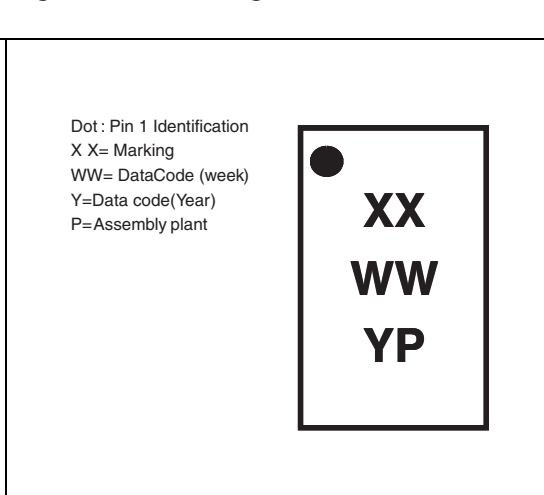 Dot : Pin 1 Identification
X X= Marking
WW= DataCode (week)
Y=Data code(Year)
P=Assembly plant
XX
WW
YP